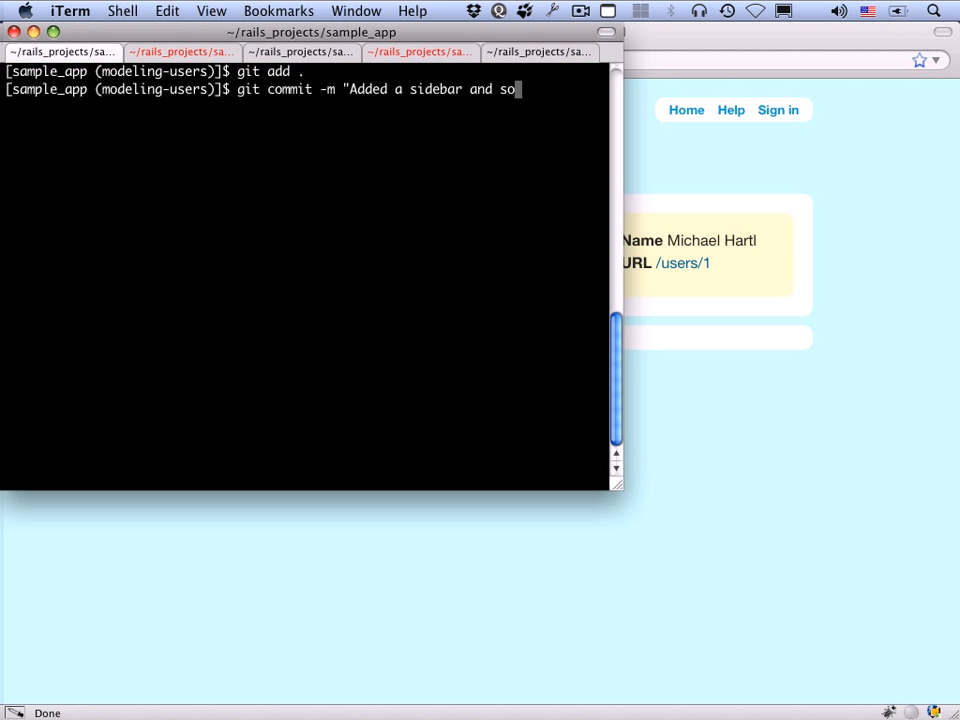 iTerm Shell Edit View Bookmarks Window Help
~/rails_projects/sample_app
~/rails_projects/sa... ~/rails_projects/sa... ~/rails_projects/sa... ~/rails_projects/sa... ~/rails_projects/sa...
[sample_app (modeling-users)]$ git add .
[sample_app (modeling-users)]$ git commit -m "Added a sidebar and so
Home Help Sign in
Name Michael Hartl
URL /users/1
Done